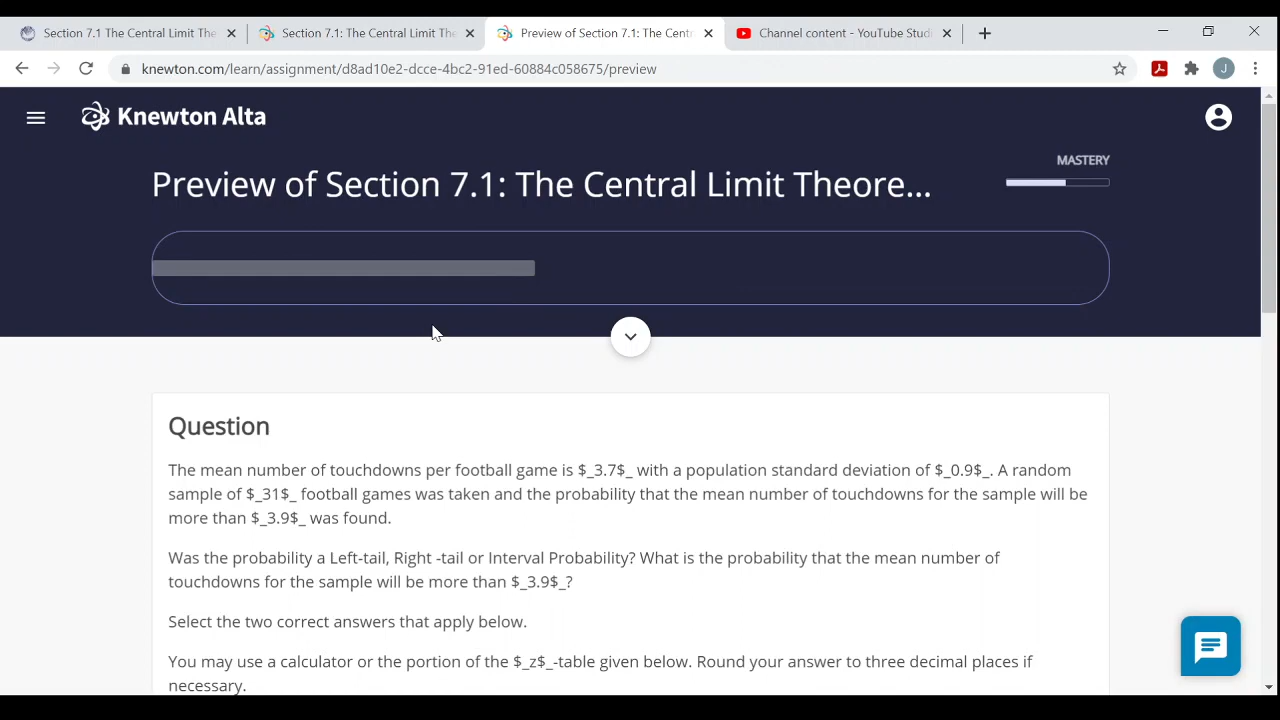 Section 7.1 The Central Limit The
Section 7.1: The Central Limit The
Preview of Section 7.1: The Centr
Channel content - YouTube Stud
knewton.com/learn/assignment/d8ad10e2-dcce-4bc2-91ed-60884c058675/preview
J
Knewton Alta
MASTERY
Preview of Section 7.1: The Central Limit Theore...
Question
The mean number of touchdowns per football game is $_3.7$_ with a population standard deviation of $_0.9$_. A random
sample of $_31$_ football games was taken and the probability that the mean number of touchdowns for the sample will be
more than $_3.9$_ was found.
Was the probability a Left-tail, Right -tail or Interval Probability? What is the probability that the mean number of
touchdowns for the sample will be more than $_3.9$_?
Select the two correct answers that apply below.
You may use a calculator or the portion of the $_z$_-table given below. Round your answer to three decimal places if
necessary.